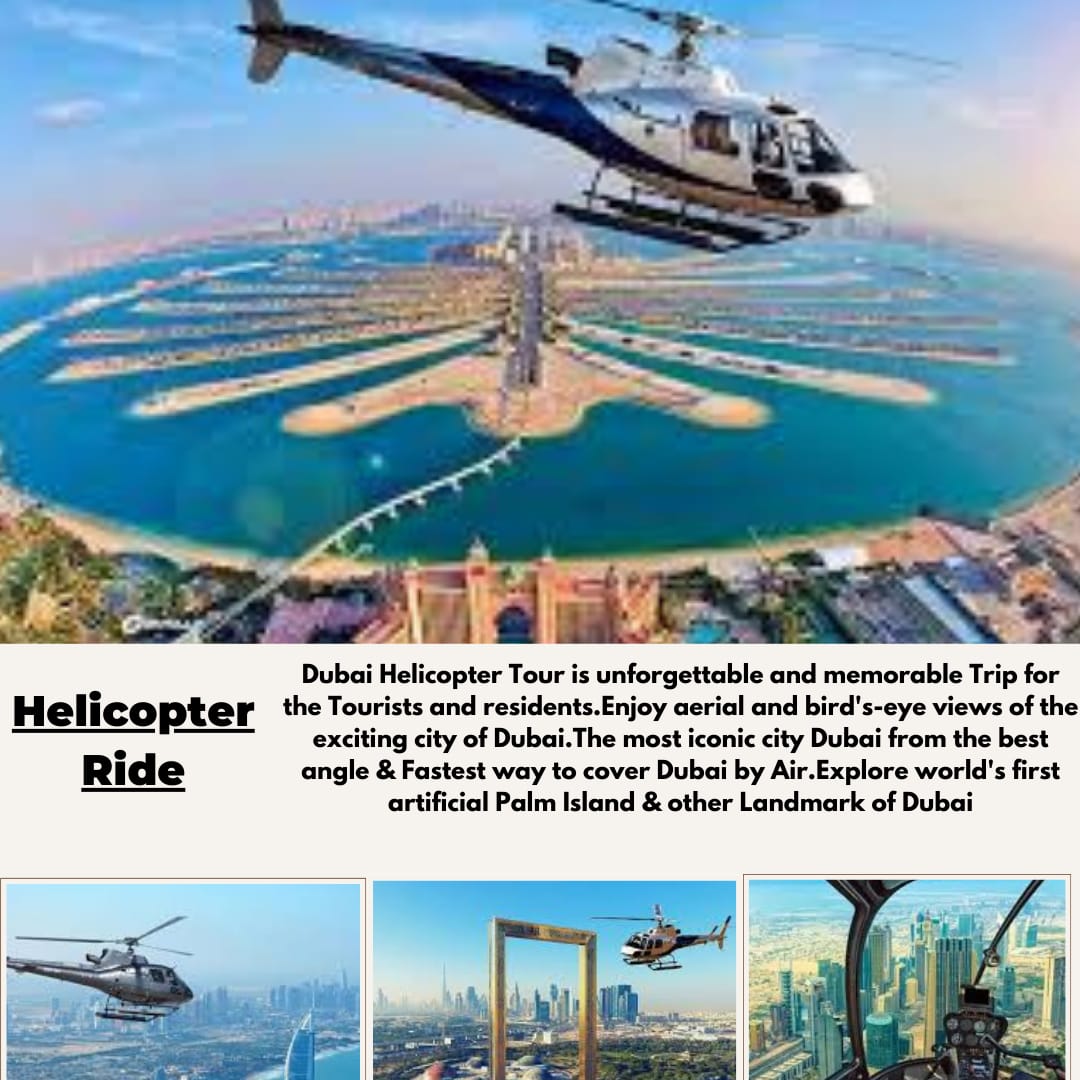 Helicopter
Ride
Dubai Helicopter Tour is unforgettable and memorable Trip for
the Tourists and residents.Enjoy aerial and bird's-eye views of the
exciting city of Dubai.The most iconic city Dubai from the best
angle & Fastest way to cover Dubai by Air.Explore world's first
artificial Palm Island & other Landmark of Dubai